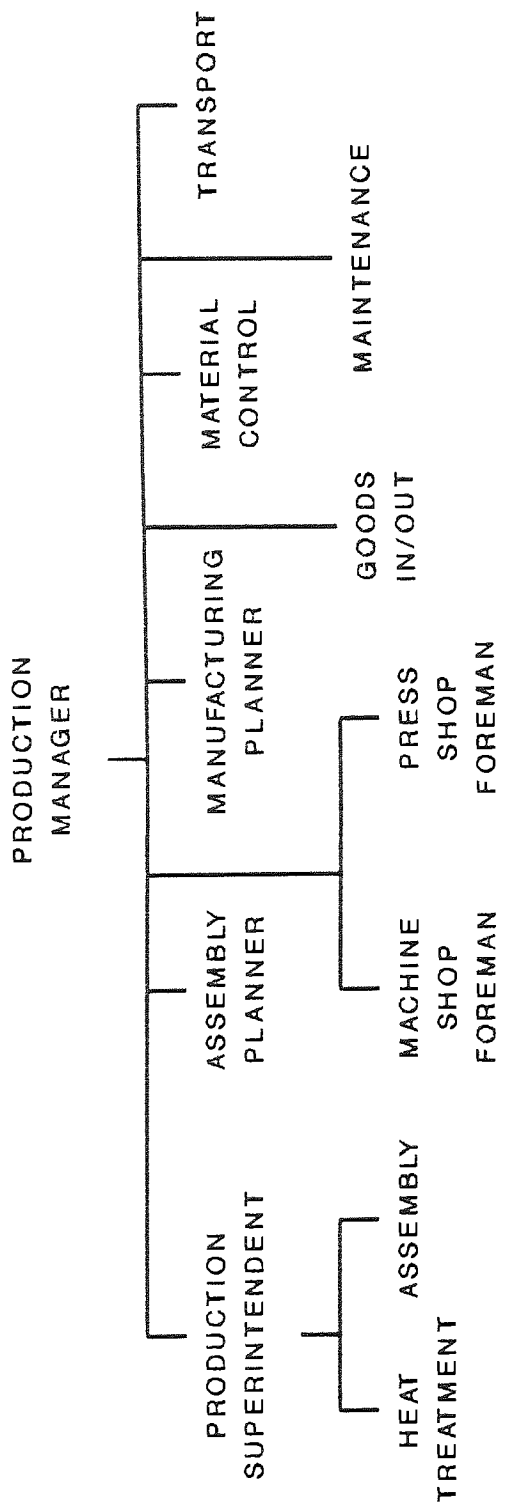 PRODUCTION
MANAGER
PRODUCTION
SUPERINTENDENT
ASSEMBLY
PLANNER
MANUFACTURING
PLANNER
MATERIAL
CONTROL
TRANSPORT
HEAT
TREATMENT
ASSEMBLY
MACHINE
SHOP
FOREMAN
PRESS
SHOP
FOREMAN
GOODS
IN/OUT
MAINTENANCE